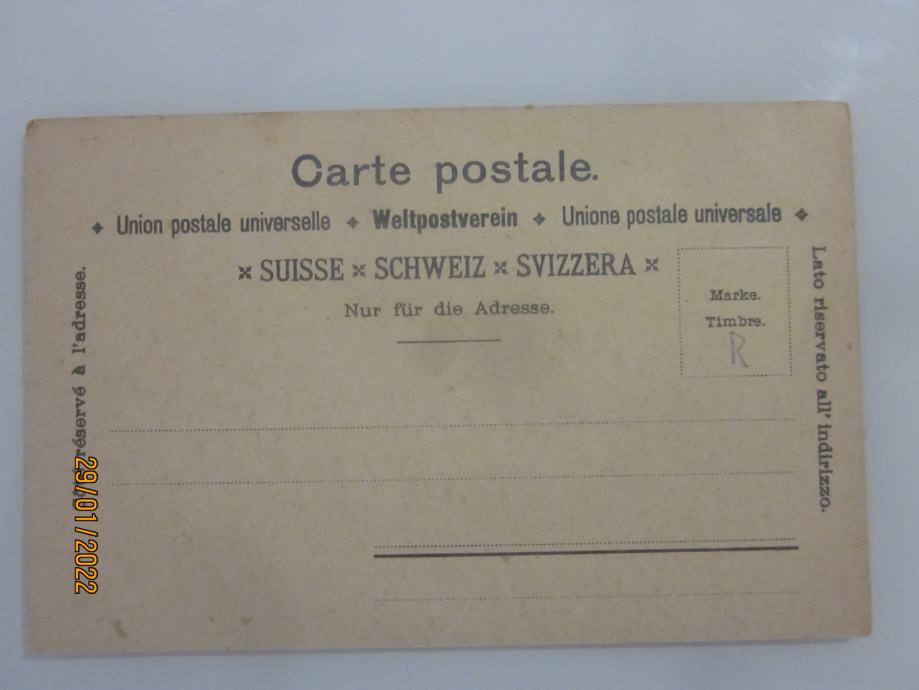 Carte postale.
Union postale universelle Weltpostverein Unione postale universale
SUISSE SCHWEIZ SVIZZERA
Nur für die Adresse.
Marke.
Timbre.
R
réservé à l'adresse.
Lato riservato all' indirizzo.
29/01/2022